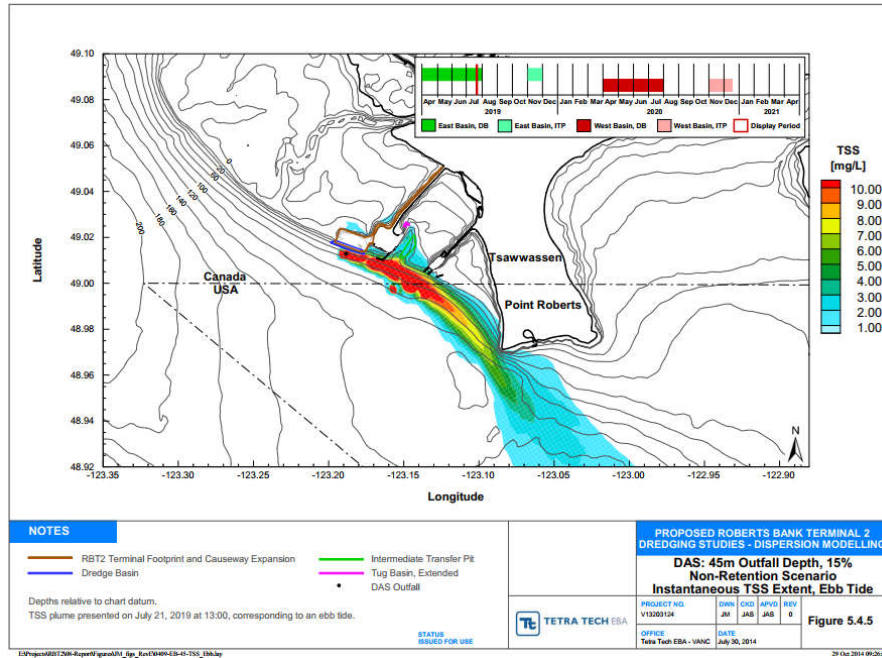 49.10
49.08
49.06
49.04
49.02
49.00
48.98
48.96
48.94
48.92
Latitude
-123.35 -123.30 -123.25 -123.20 -123.15 -123.10 -123.05 -123.00 -122.95 -122.90
Longitude
Apr May Jun Jul Aug Sep Oct Nov Dec Jan Feb Mar Apr May Jun Jul Aug Sep Oct Nov Dec Jan Feb Mar Apr
2019 2020 2021
East Basin, DB East Basin, ITP West Basin, DB West Basin, ITP Display Period
TSS
[mg/L]
10.00
9.00
8.00
7.00
6.00
5.00
4.00
3.00
2.00
1.00
0
20
60
80
100
120
140
160
180
200
Canada
USA
Tsawwassen
Point Roberts
N
NOTES
RBT2 Terminal Footprint and Causeway Expansion
Dredge Basin
Intermediate Transfer Pit
Tug Basin, Extended
DAS Outfall
Depths relative to chart datum.
TSS plume presented on July 21, 2019 at 13:00, corresponding to an ebb tide.
STATUS
ISSUED FOR USE
TETRA TECH EBA
PROPOSED ROBERTS BANK TERMINAL 2
DREDGING STUDIES - DISPERSION MODELLING
DAS: 45m Outfall Depth, 15%
Non-Retention Scenario
Instantaneous TSS Extent, Ebb Tide
PROJECT NO. DWN CKD APVD REV
V13203124 JM JAS JAS 0
OFFICE DATE
Tetra Tech EBA - VANC July 30, 2014
Figure 5.4.5